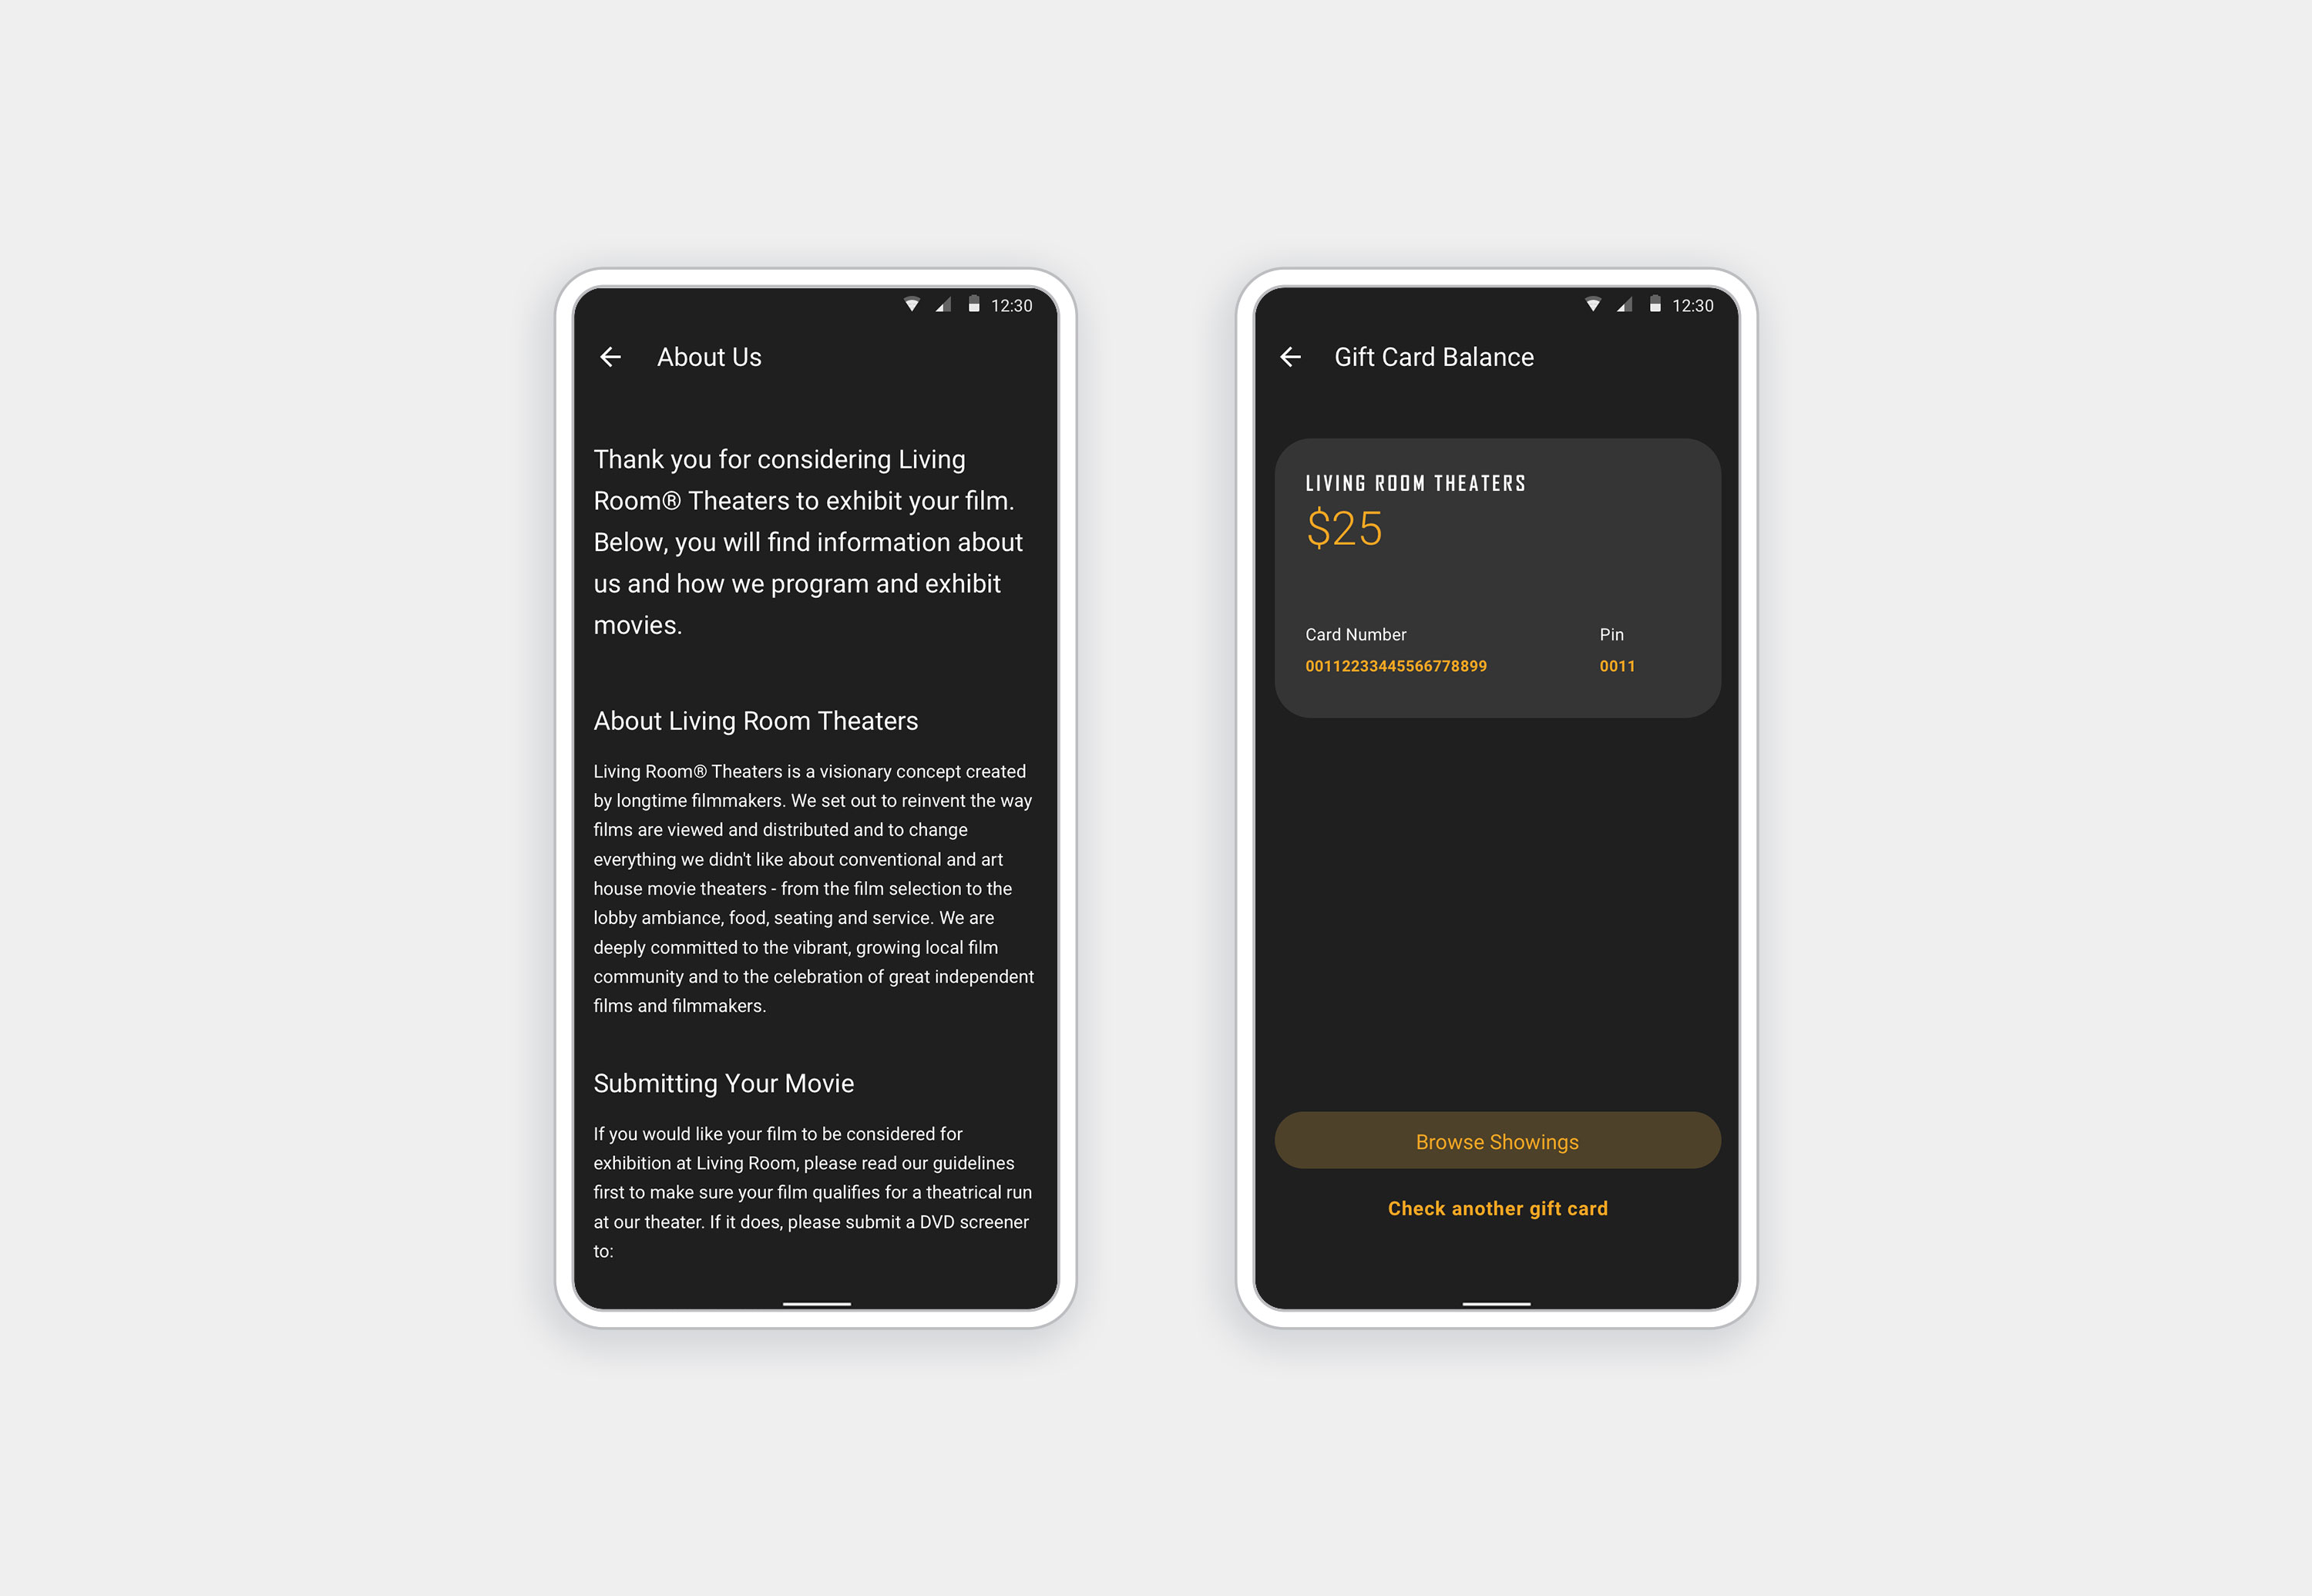 12:30
About Us
Thank you for considering Living
Room® Theaters to exhibit your film.
Below, you will find information about
us and how we program and exhibit
movies.
About Living Room Theaters
Living Room® Theaters is a visionary concept created
by longtime filmmakers. We set out to reinvent the way
films are viewed and distributed and to change
everything we didn't like about conventional and art
house movie theaters - from the film selection to the
lobby ambiance, food, seating and service. We are
deeply committed to the vibrant, growing local film
community and to the celebration of great independent
films and filmmakers.
Submitting Your Movie
If you would like your film to be considered for
exhibition at Living Room, please read our guidelines
first to make sure your film qualifies for a theatrical run
at our theater. If it does, please submit a DVD screener
to:
12:30
Gift Card Balance
LIVING ROOM THEATERS
$25
Card Number Pin
00112233445566778899 0011
Browse Showings
Check another gift card